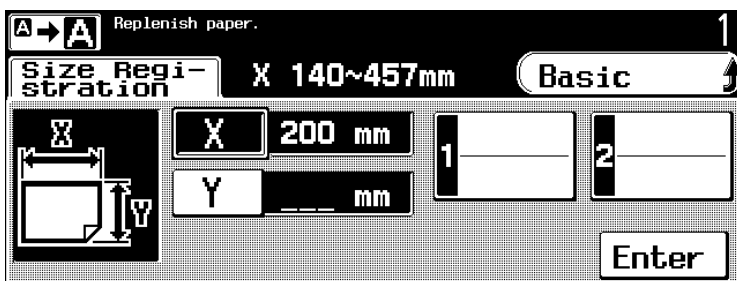 A→A Replenish paper. 1
Size Regi-
stration
X 140~457mm
Basic
X
X 200 mm
Y
Y ___ mm
1
2
Enter